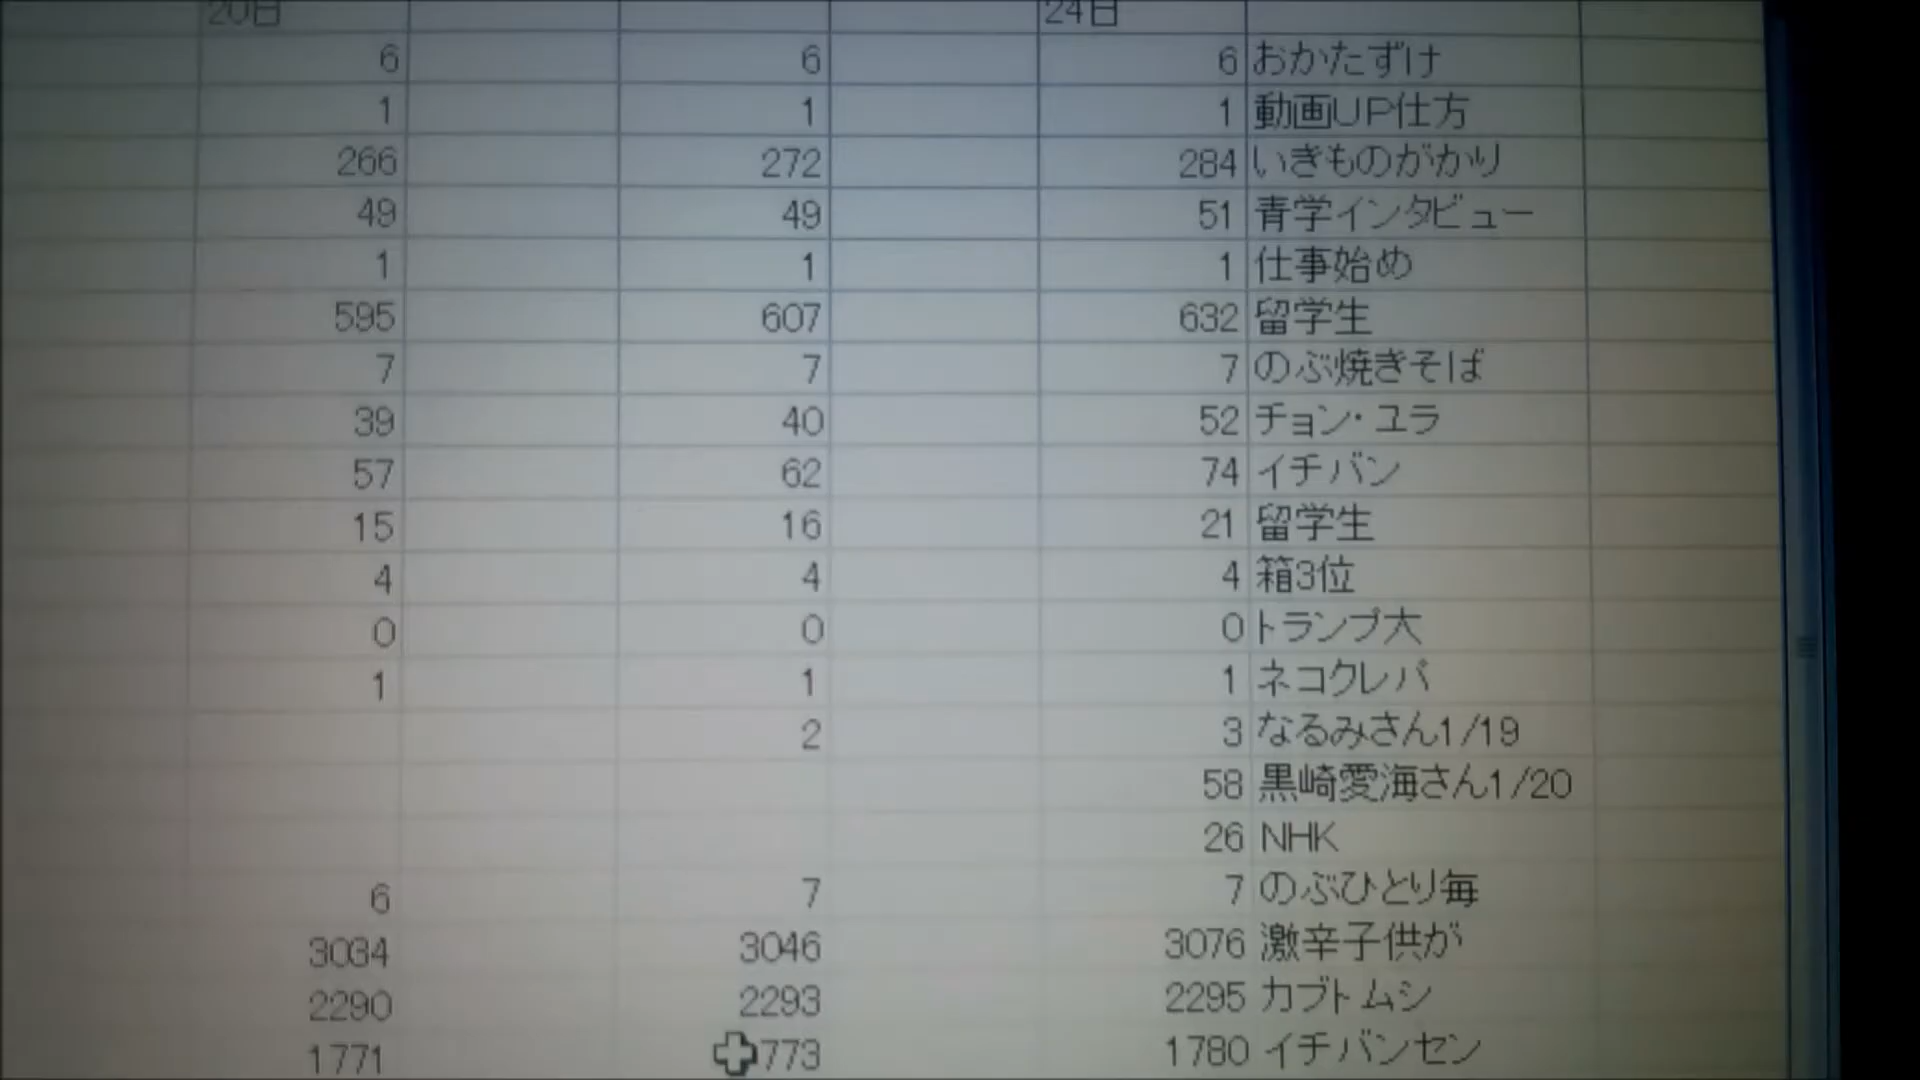 20日 24日
6 6 6 おかたずけ
1 1 1 動画UP仕方
266 272 284 いきものがかり
49 49 51 青学インタビュー
1 1 1 仕事始め
595 607 632 留学生
7 7 7 のぶ焼きそば
39 40 52 チョン・ユラ
57 62 74 イチバン
15 16 21 留学生
4 4 4 箱3位
0 0 0 トランプ大
1 1 1 ネコクレパ
2 3 なるみさん1/19
58 黒崎愛海さん1/20
26 NHK
6 7 7 のぶひとり毎
3034 3046 3076 激辛子供が
2290 2293 2295 カブトムシ
1771 773 1780 イチバンセン